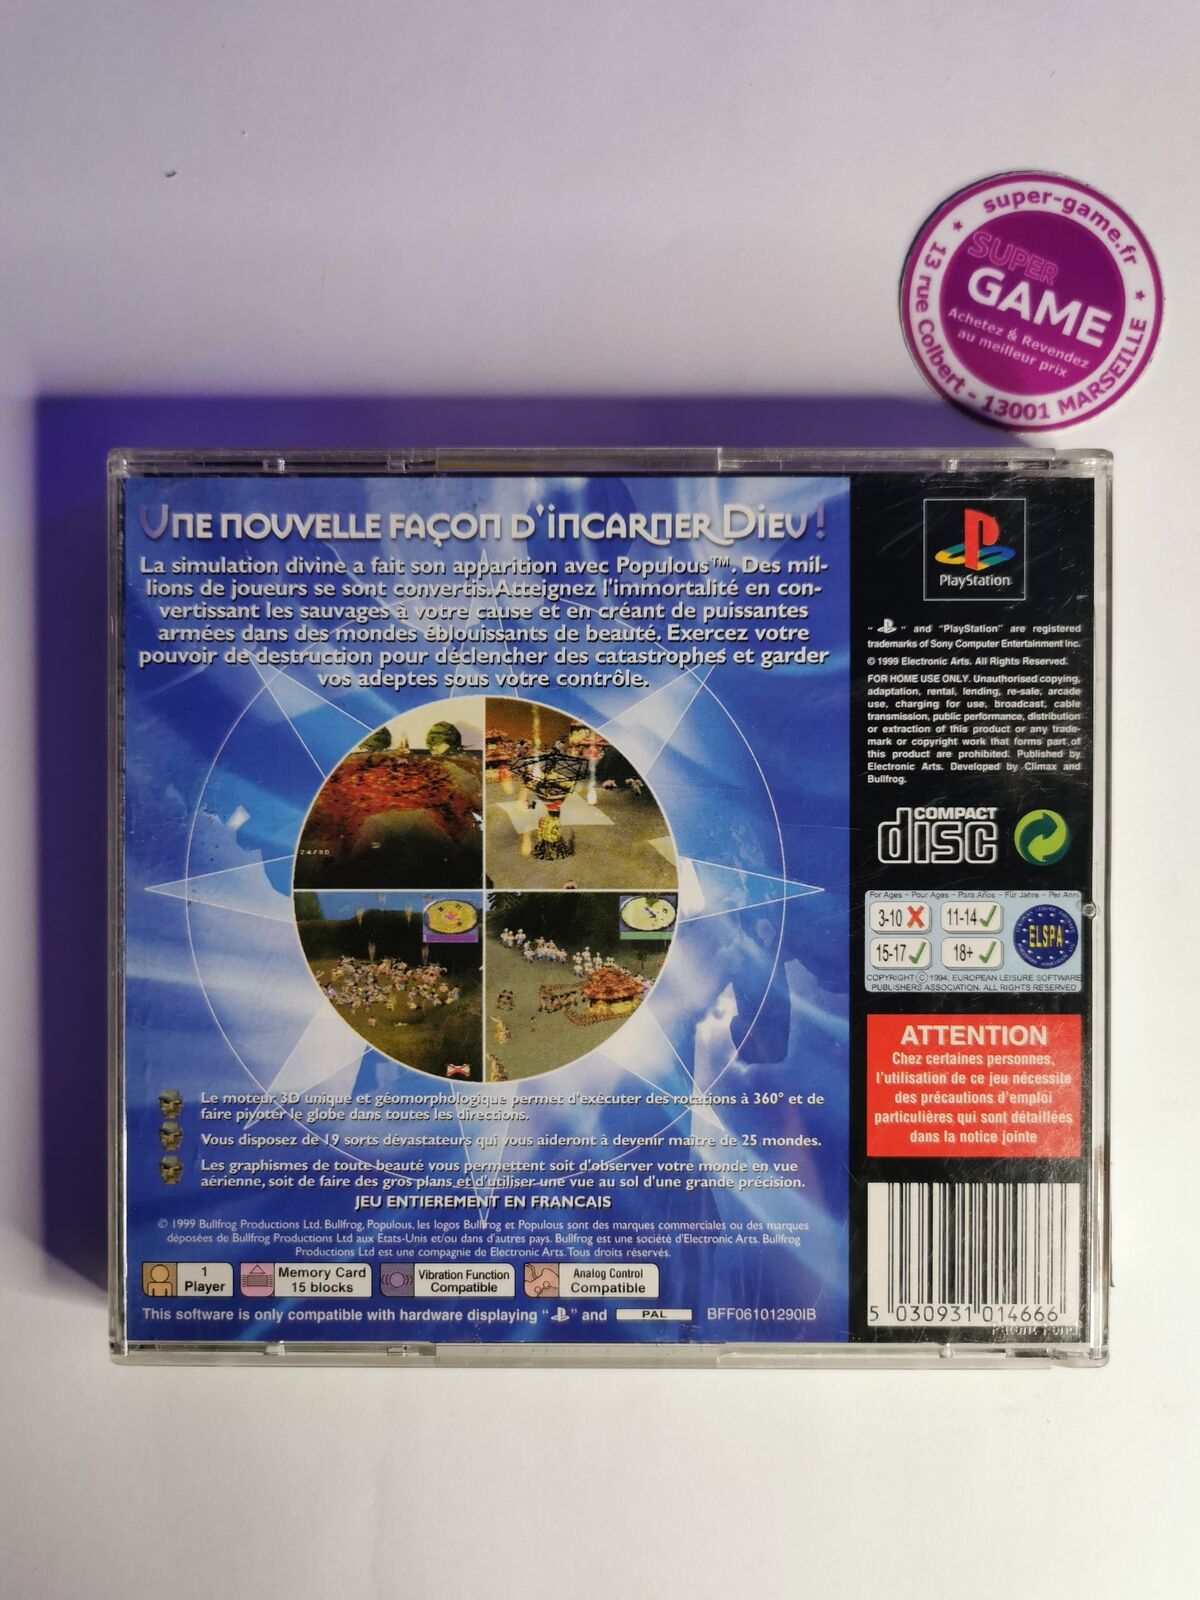 super-game.fr
SUPER
GAME
Achetez & Revendez
au meilleur prix
13 rue Colbert - 13001 MARSEILLE
Une nouvelle façon d'incarner Dieu !
La simulation divine a fait son apparition avec Populous™. Des mil-
lions de joueurs se sont convertis. Atteignez l'immortalité en con-
vertissant les sauvages à votre cause et en créant de puissantes
armées dans des mondes éblouissants de beauté. Exercez votre
pouvoir de destruction pour déclencher des catastrophes et garder
vos adeptes sous votre contrôle.
24780
Le moteur 3D unique et géomorphologique permet d'exécuter des rotations à 360° et de
faire pivoter le globe dans toutes les directions.
Vous disposez de 19 sorts dévastateurs qui vous aideront à devenir maître de 25 mondes.
Les graphismes de toute beauté vous permettent soit d'observer votre monde en vue
aérienne, soit de faire des gros plans et d'utiliser une vue au sol d'une grande précision.
JEU ENTIEREMENT EN FRANCAIS
© 1999 Bullfrog Productions Ltd. Bullfrog, Populous, les logos Bullfrog et Populous sont des marques commerciales ou des marques
déposées de Bullfrog Productions Ltd aux Etats-Unis et/ou dans d'autres pays. Bullfrog est une société d'Electronic Arts. Bullfrog
Productions Ltd est une compagnie de Electronic Arts. Tous droits réservés.
1
Player
Memory Card
15 blocks
Vibration Function
Compatible
Analog Control
Compatible
This software is only compatible with hardware displaying " " and PAL BFF06101290IB
PlayStation
" " and "PlayStation" are registered
trademarks of Sony Computer Entertainment Inc.
© 1999 Electronic Arts. All Rights Reserved.
FOR HOME USE ONLY. Unauthorised copying,
adaptation, rental, lending, re-sale, arcade
use, charging for use, broadcast, cable
transmission, public performance, distribution
or extraction of this product or any trade-
mark or copyright work that forms part of
this product are prohibited. Published by
Electronic Arts. Developed by Climax and
Bullfrog.
COMPACT
disc
For Ages - Pour Ages - Para Años - Für Jahre - Per Anni
3-10 11-14
15-17 18+
ELSPA
COPYRIGHT © 1994, EUROPEAN LEISURE SOFTWARE
PUBLISHERS ASSOCIATION. ALL RIGHTS RESERVED
ATTENTION
Chez certaines personnes,
l'utilisation de ce jeu nécessite
des précautions d'emploi
particulières qui sont détaillées
dans la notice jointe
5 030931 014666